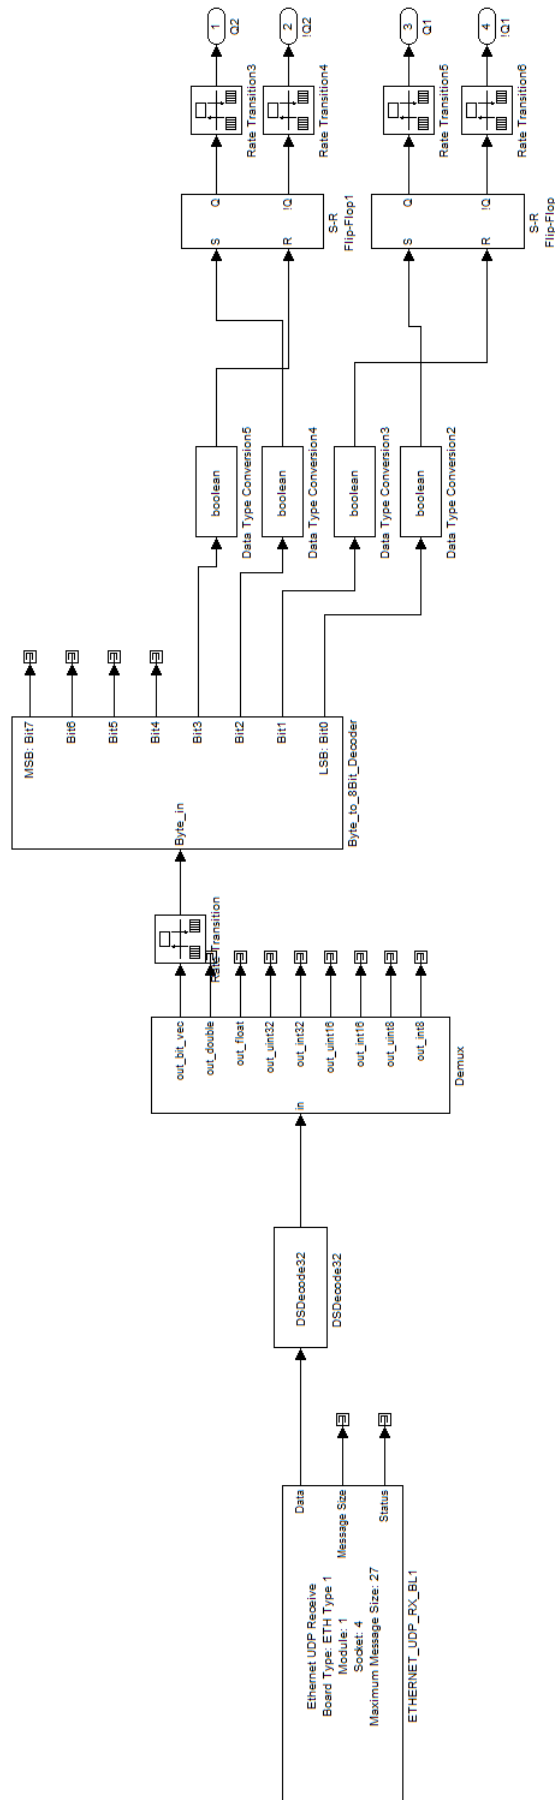 Ethernet UDP Receive
Board Type: ETH Type 1
Module: 1
Socket: 4
Maximum Message Size: 27
Data
Message Size
Status
ETHERNET_UDP_RX_BL1
DSDecode32
DSDecode32
in
out_bit_vec
out_double
out_float
out_uint32
out_int32
out_uint16
out_int16
out_uint8
out_int8
Demux
Rate Transition
Byte_in
MSB: Bit7
Bit6
Bit5
Bit4
Bit3
Bit2
Bit1
LSB: Bit0
Byte_to_8Bit_Decoder
boolean
Data Type Conversion5
boolean
Data Type Conversion4
boolean
Data Type Conversion3
boolean
Data Type Conversion2
S
Q
R
!Q
S-R
Flip-Flop1
S
Q
R
!Q
S-R
Flip-Flop
Rate Transition3
Rate Transition4
Rate Transition5
Rate Transition6
1
Q2
2
!Q2
3
Q1
4
!Q1